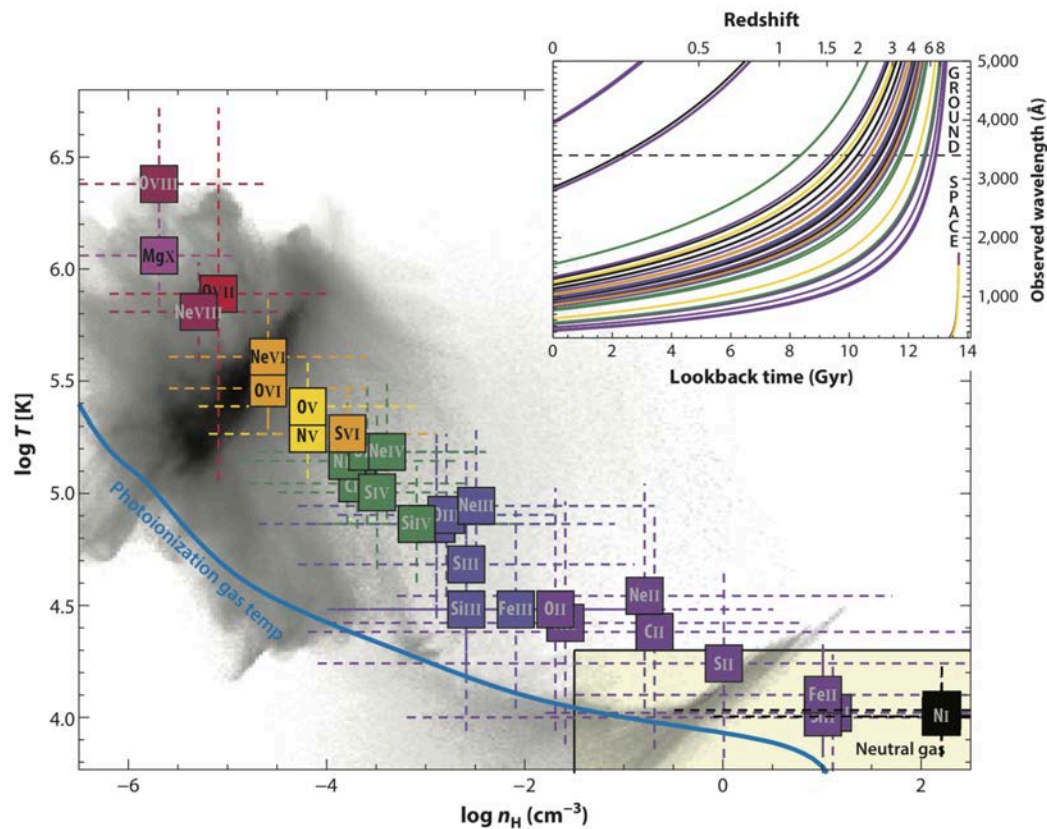 Redshift
0 0.5 1 1.5 2 3 4 6 8
5,000
4,000
3,000
2,000
1,000
Observed wavelength (Å)
GROUND
SPACE
0 2 4 6 8 10 12 14
Lookback time (Gyr)
6.5
6.0
5.5
5.0
4.5
4.0
log T [K]
OVIII
MgX
OVII
NeVIII
NeVI
OVI
OV
NV
SVI
NeIV
SIV
SiIV
NeIII
OIII
SIII
SiIII
FeIII
OII
NeII
CII
SII
FeII
NI
Photoionization gas temp
Neutral gas
−6 −4 −2 0 2
log nH (cm⁻³)